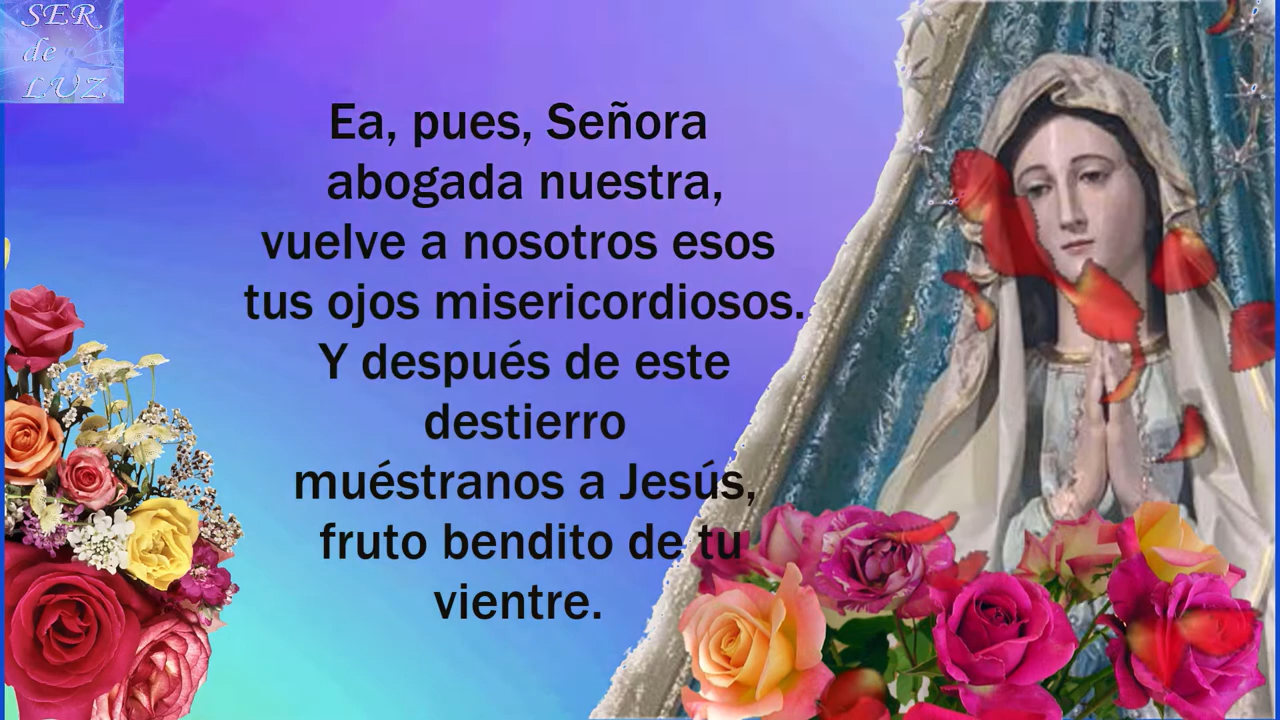 SER
de
LUZ
Ea, pues, Señora
abogada nuestra,
vuelve a nosotros esos
tus ojos misericordiosos.
Y después de este
destierro
muéstranos a Jesús,
fruto bendito de tu
vientre.